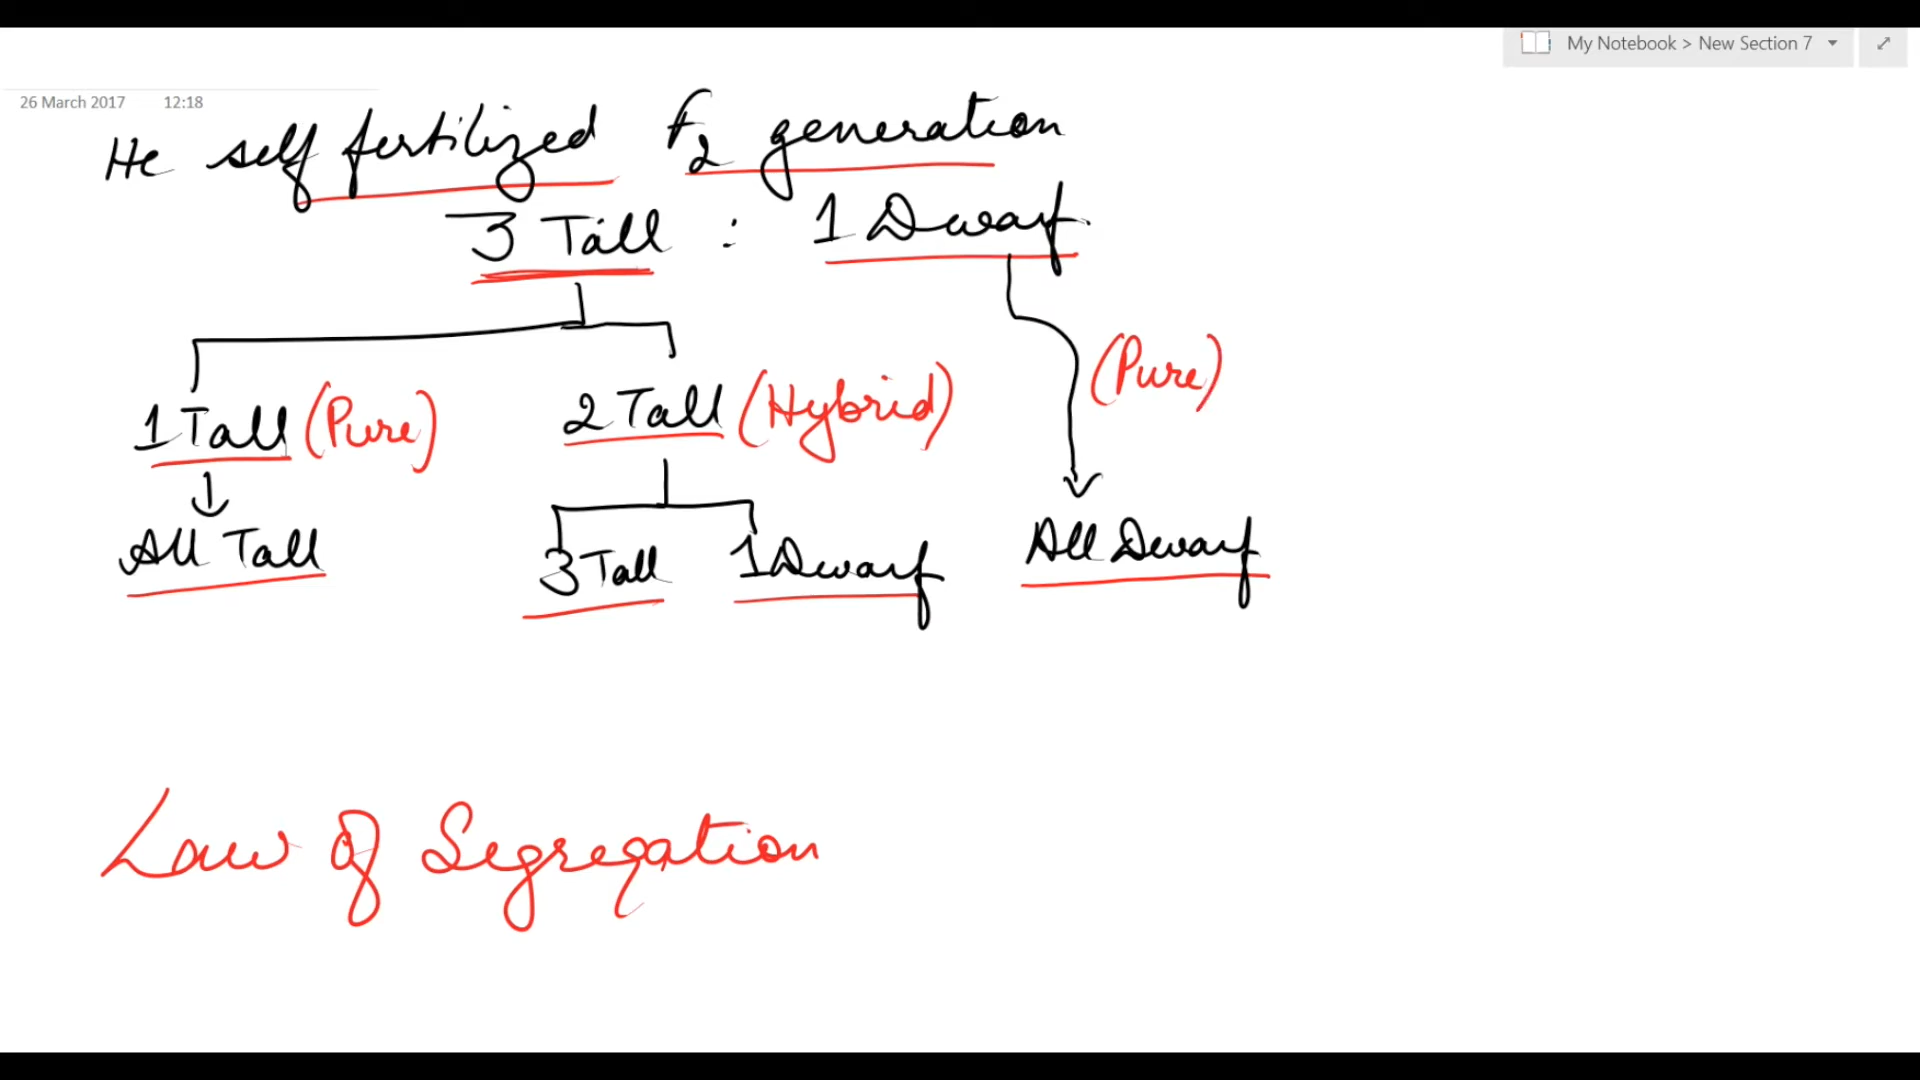 My Notebook > New Section 7
26 March 2017 12:18
He self fertilized F2 generation
3 Tall : 1 Dwarf
(Pure)
1 Tall (Pure) 2 Tall (Hybrid)
All Tall 3 Tall 1 Dwarf All Dwarf
Law of Segregation